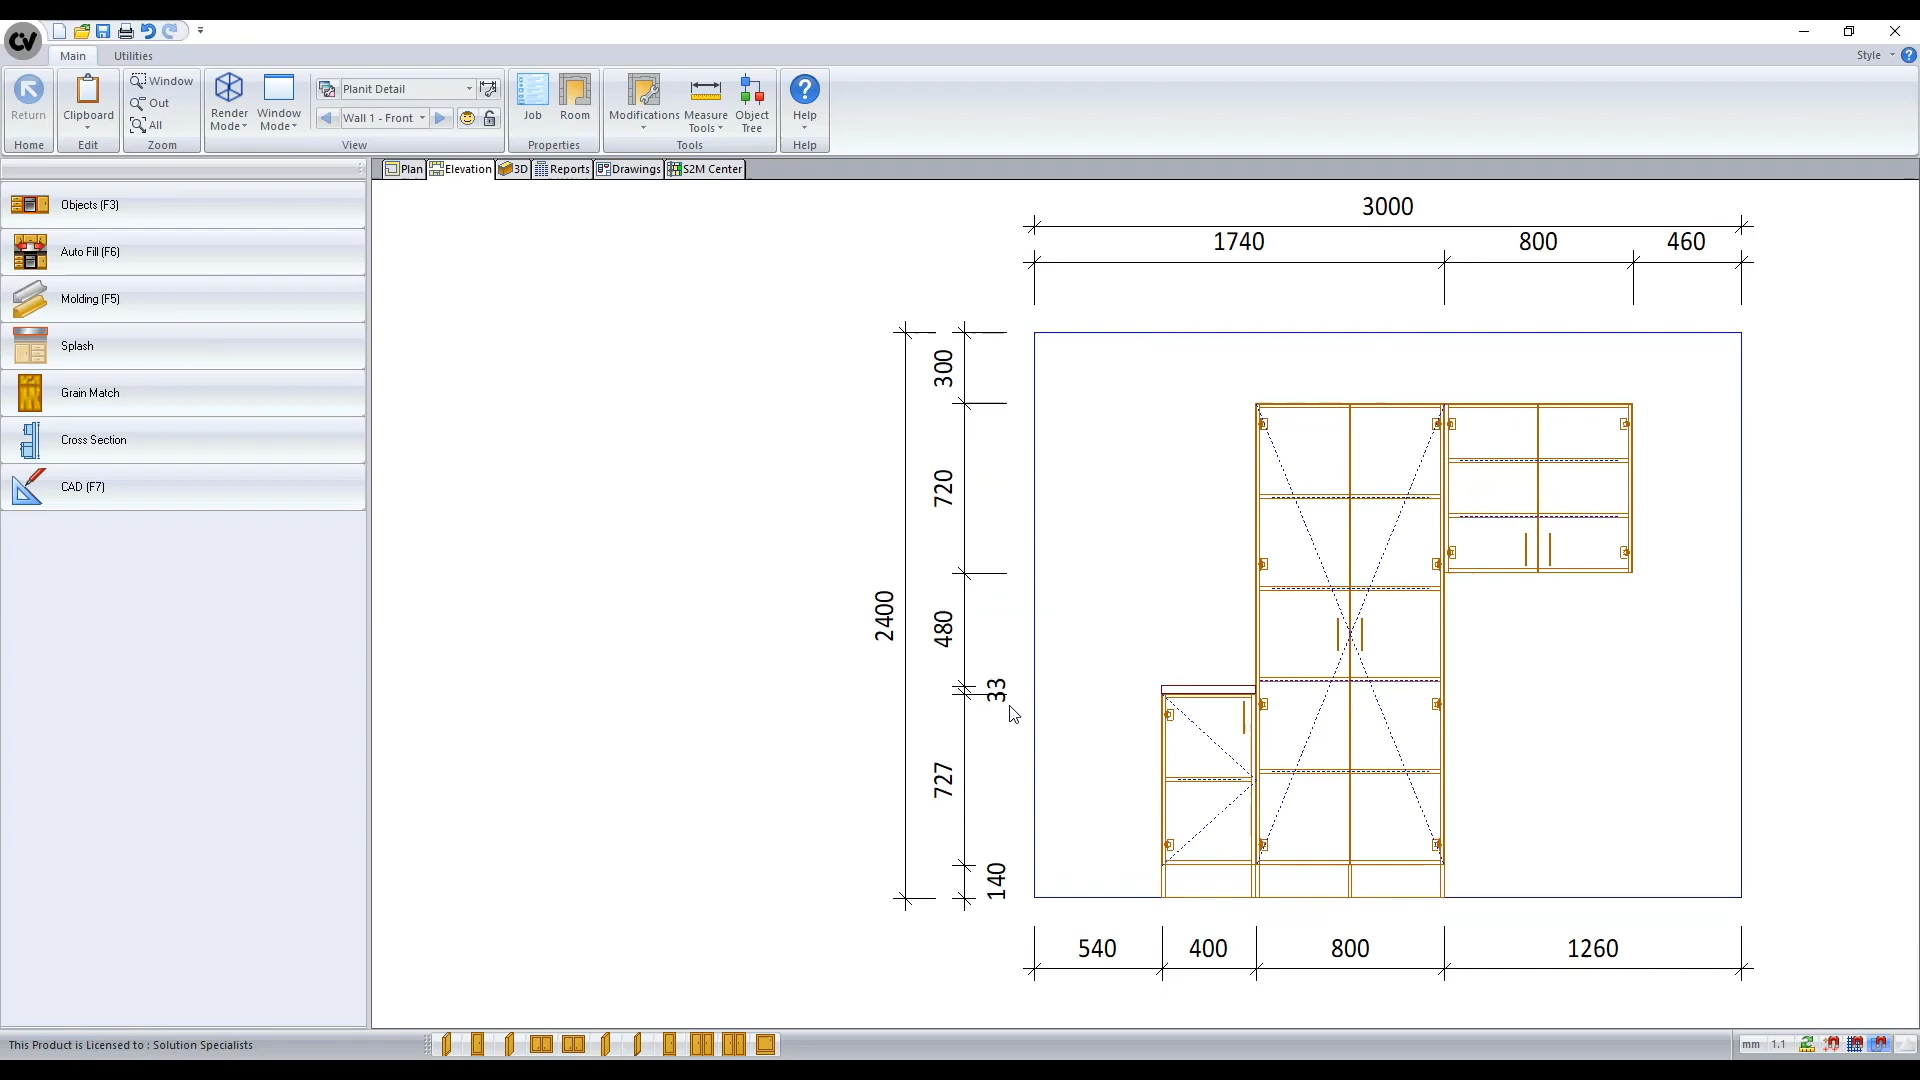 CV
Main
Utilities
Style
Return
Clipboard
Window
Out
All
Render Mode
Window Mode
Planit Detail
Wall 1 - Front
Job
Room
Modifications
Measure Tools
Object Tree
Help
Home
Edit
Zoom
View
Properties
Tools
Help
Plan
Elevation
3D
Reports
Drawings
S2M Center
Objects (F3)
Auto Fill (F6)
Molding (F5)
Splash
Grain Match
Cross Section
CAD (F7)
3000
1740
800
460
300
720
2400
480
33
727
140
540
400
800
1260
This Product is Licensed to : Solution Specialists
mm
1.1